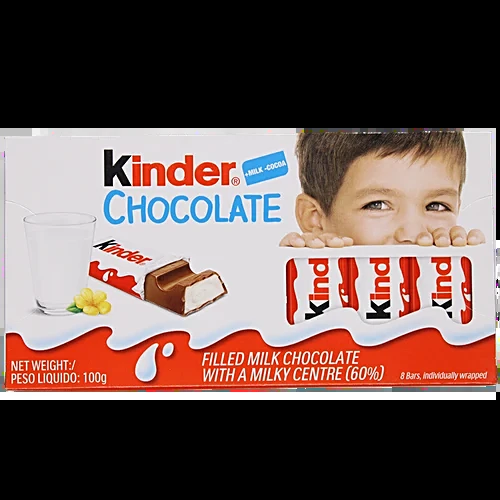 Kinder®
+MILK -COCOA
CHOCOLATE
Kinder
Kind
Kind
Kind
NET WEIGHT:/
PESO LIQUIDO: 100g
FILLED MILK CHOCOLATE
WITH A MILKY CENTRE (60%)
8 Bars, individually wrapped